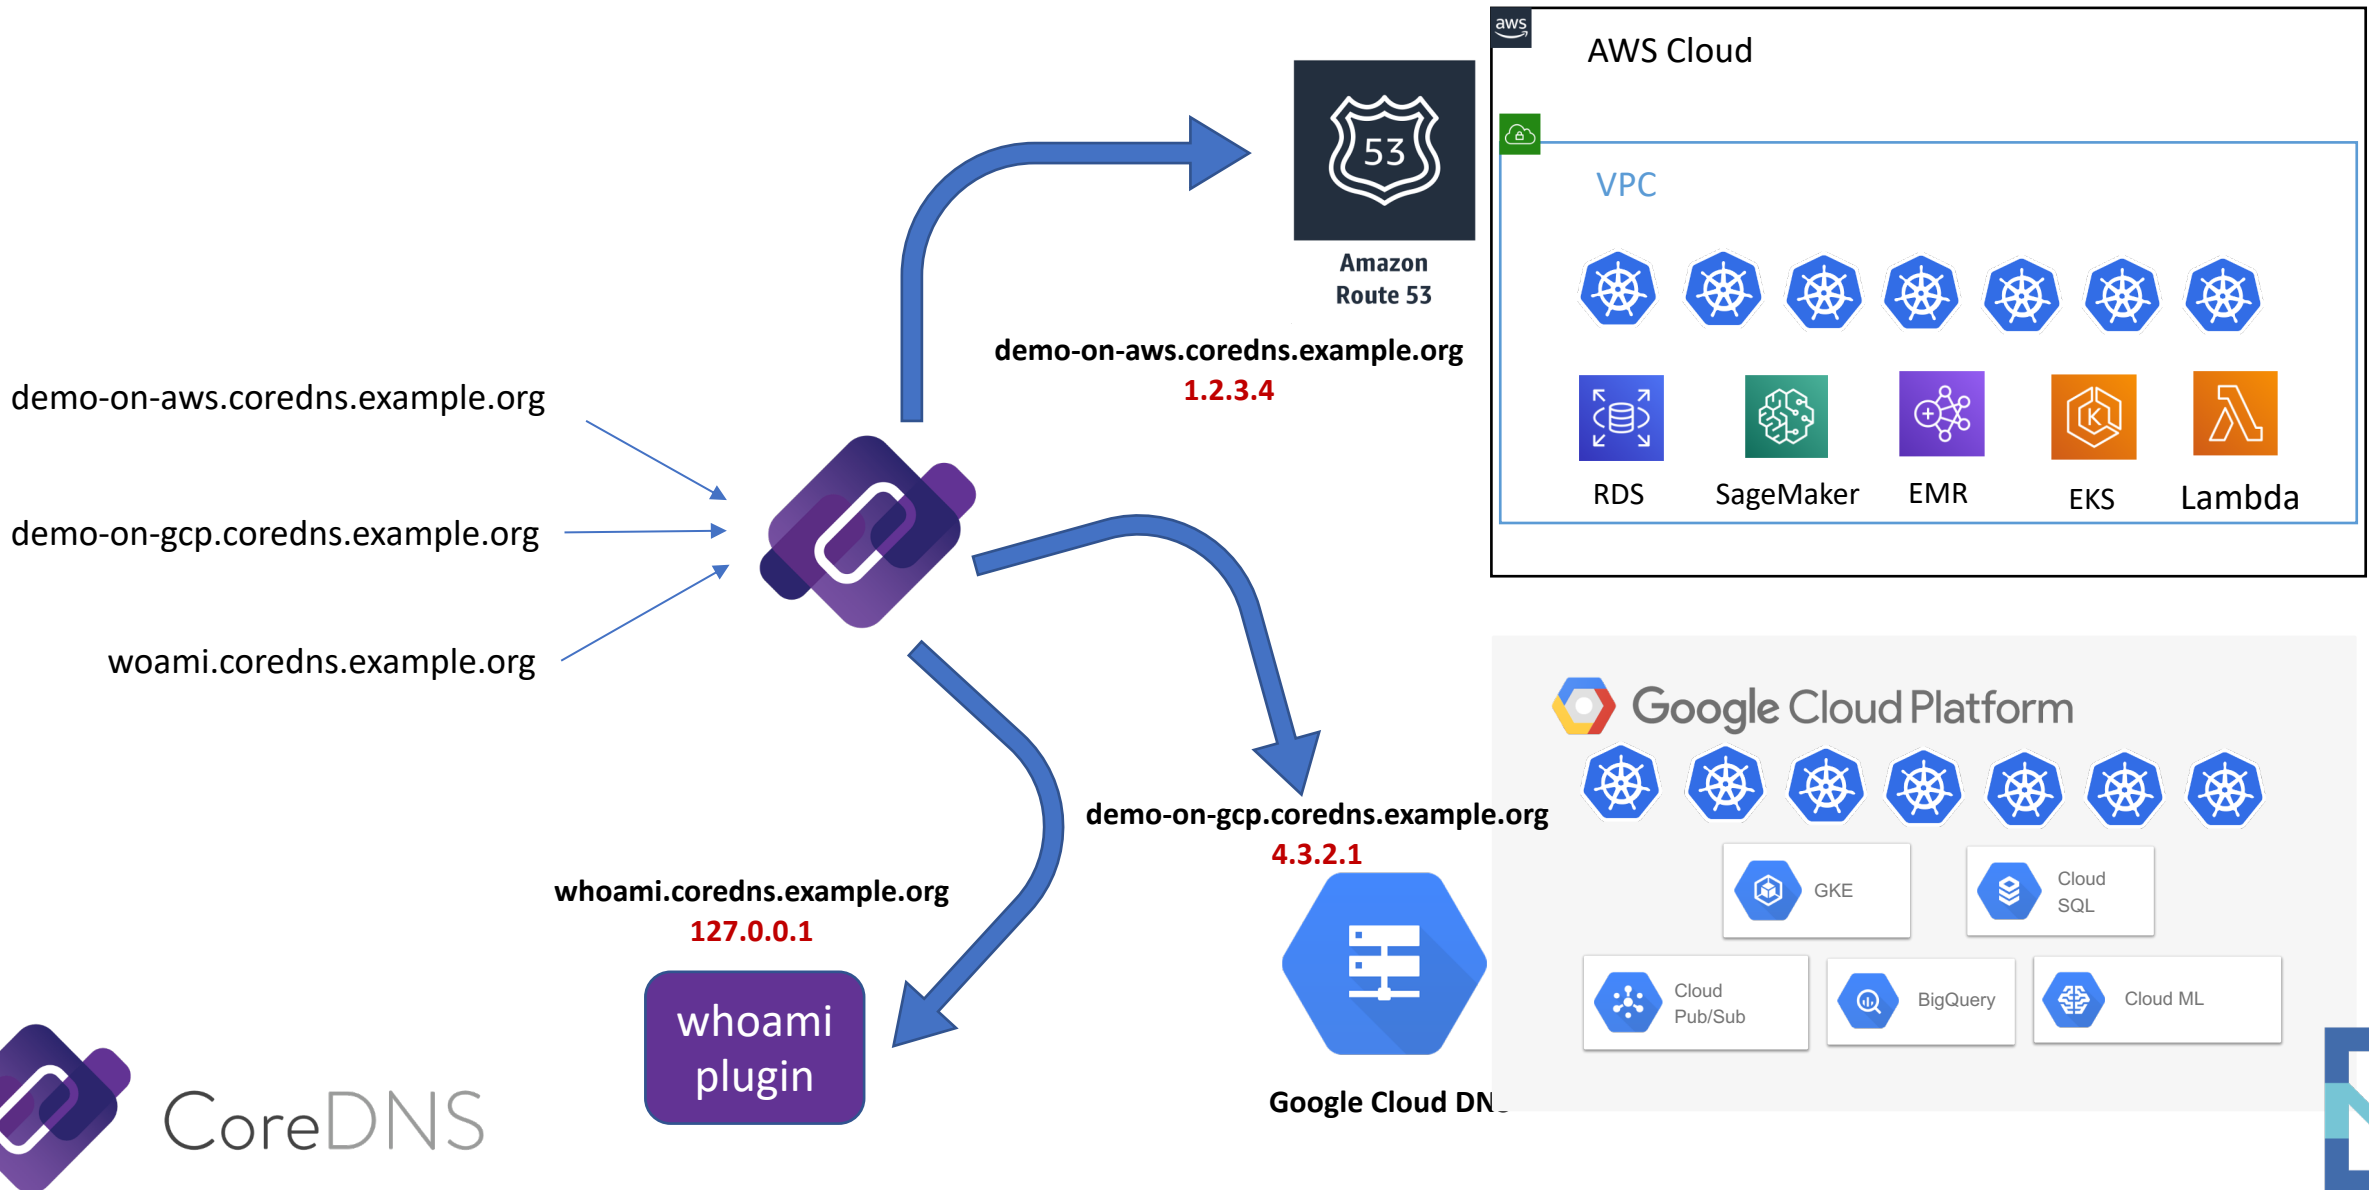 demo-on-aws.coredns.example.org
demo-on-gcp.coredns.example.org
woami.coredns.example.org
53
Amazon
Route 53
demo-on-aws.coredns.example.org
1.2.3.4
demo-on-gcp.coredns.example.org
4.3.2.1
Google Cloud
whoami.coredns.example.org
127.0.0.1
whoami
plugin
CoreDNS
aws
AWS Cloud
VPC
K
RDS
SageMaker
EMR
EKS
Lambda
Google Cloud Platform
GKE
Cloud
SQL
Cloud
Pub/Sub
BigQuery
Cloud ML